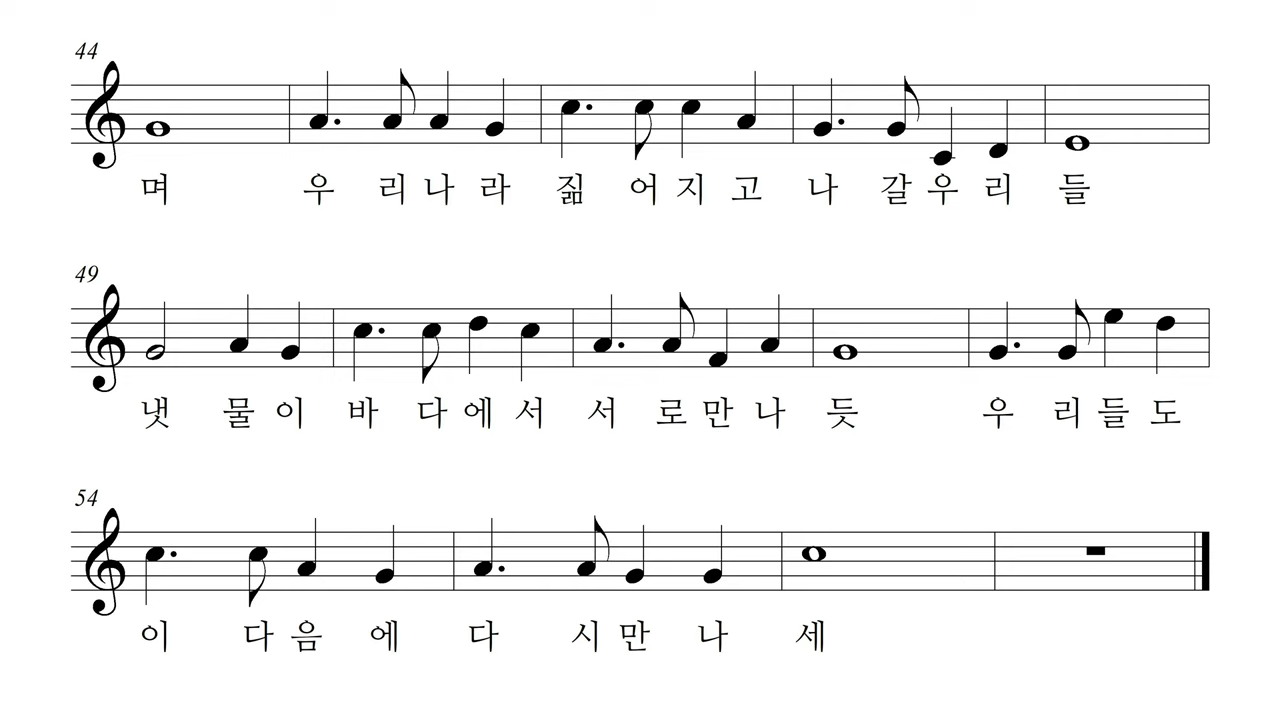 44
며 우 리 나 라 짊 어 지 고 나 갈 우 리 들
49
냇 물 이 바 다 에 서 서 로 만 나 듯 우 리 들 도
54
이 다 음 에 다 시 만 나 세